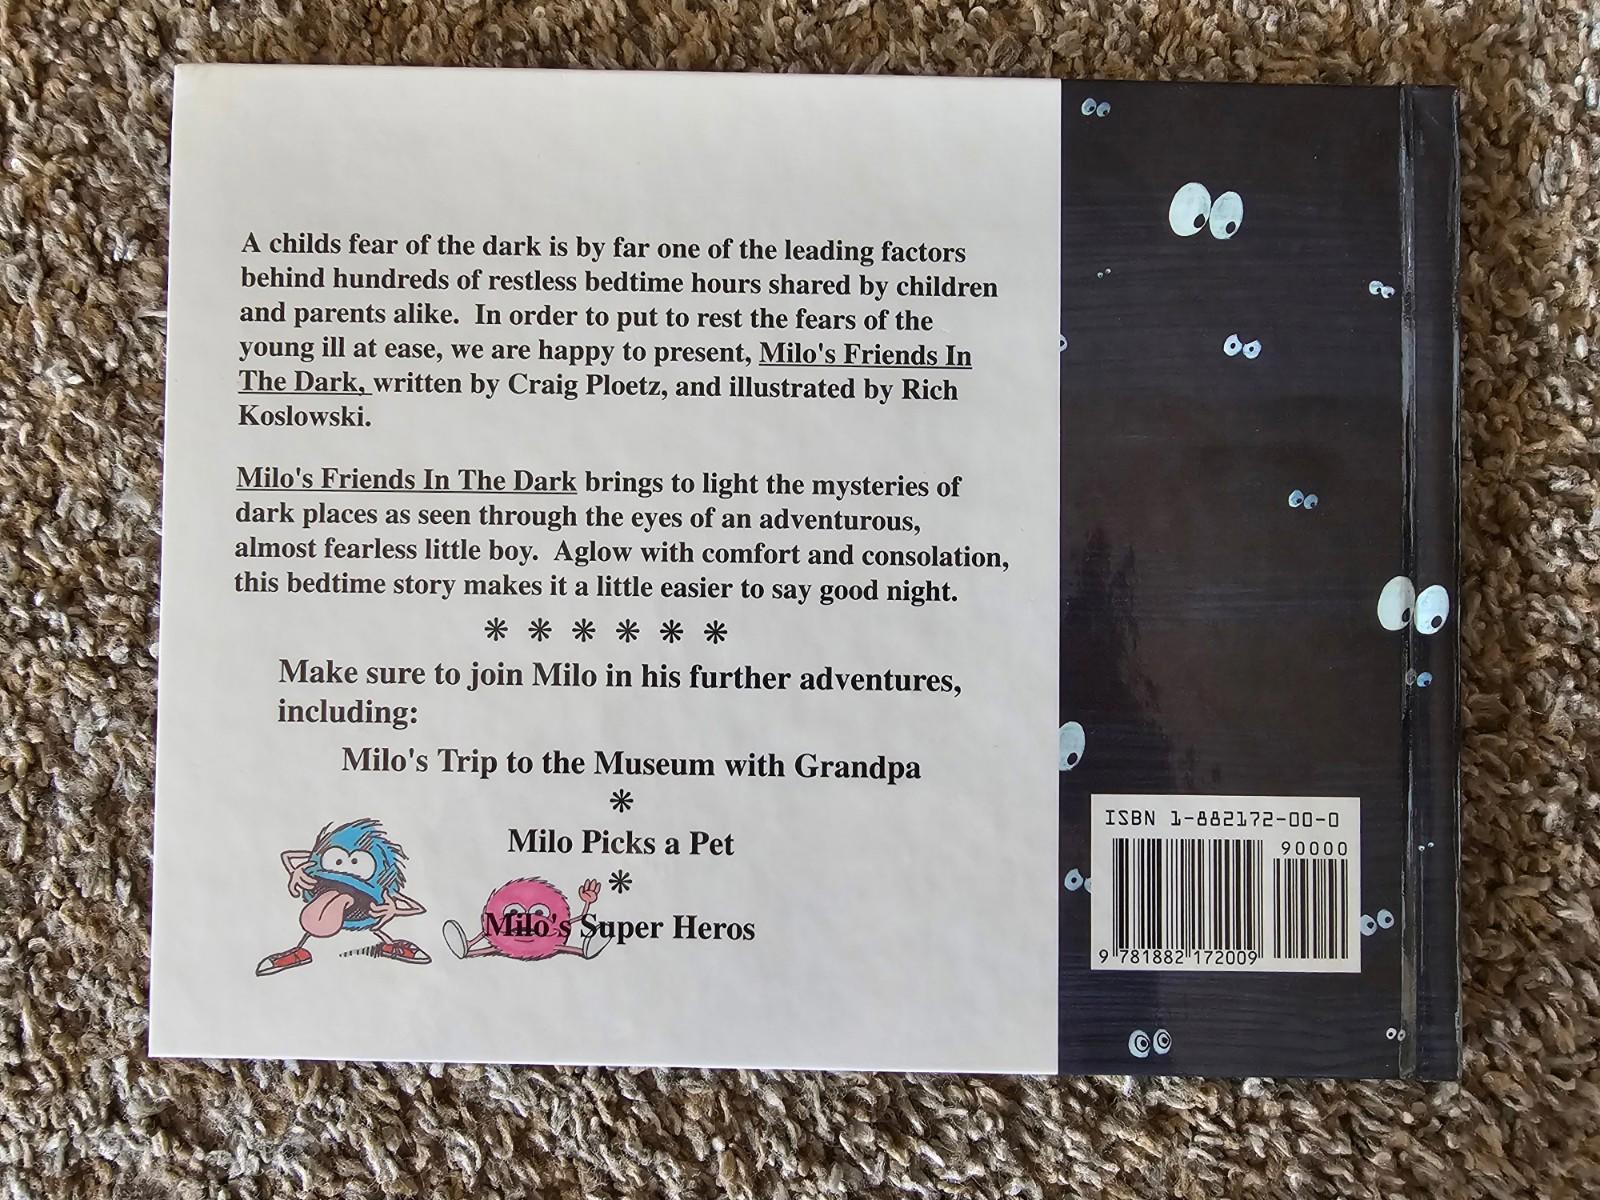 A childs fear of the dark is by far one of the leading factors
behind hundreds of restless bedtime hours shared by children
and parents alike.  In order to put to rest the fears of the
young ill at ease, we are happy to present, Milo's Friends In
The Dark, written by Craig Ploetz, and illustrated by Rich
Koslowski.
Milo's Friends In The Dark brings to light the mysteries of
dark places as seen through the eyes of an adventurous,
almost fearless little boy.  Aglow with comfort and consolation,
this bedtime story makes it a little easier to say good night.
* * * * * *
Make sure to join Milo in his further adventures,
including:
Milo's Trip to the Museum with Grandpa
*
Milo Picks a Pet
*
Milo's Super Heros
ISBN 1-882172-00-0
90000
9 781882 172009